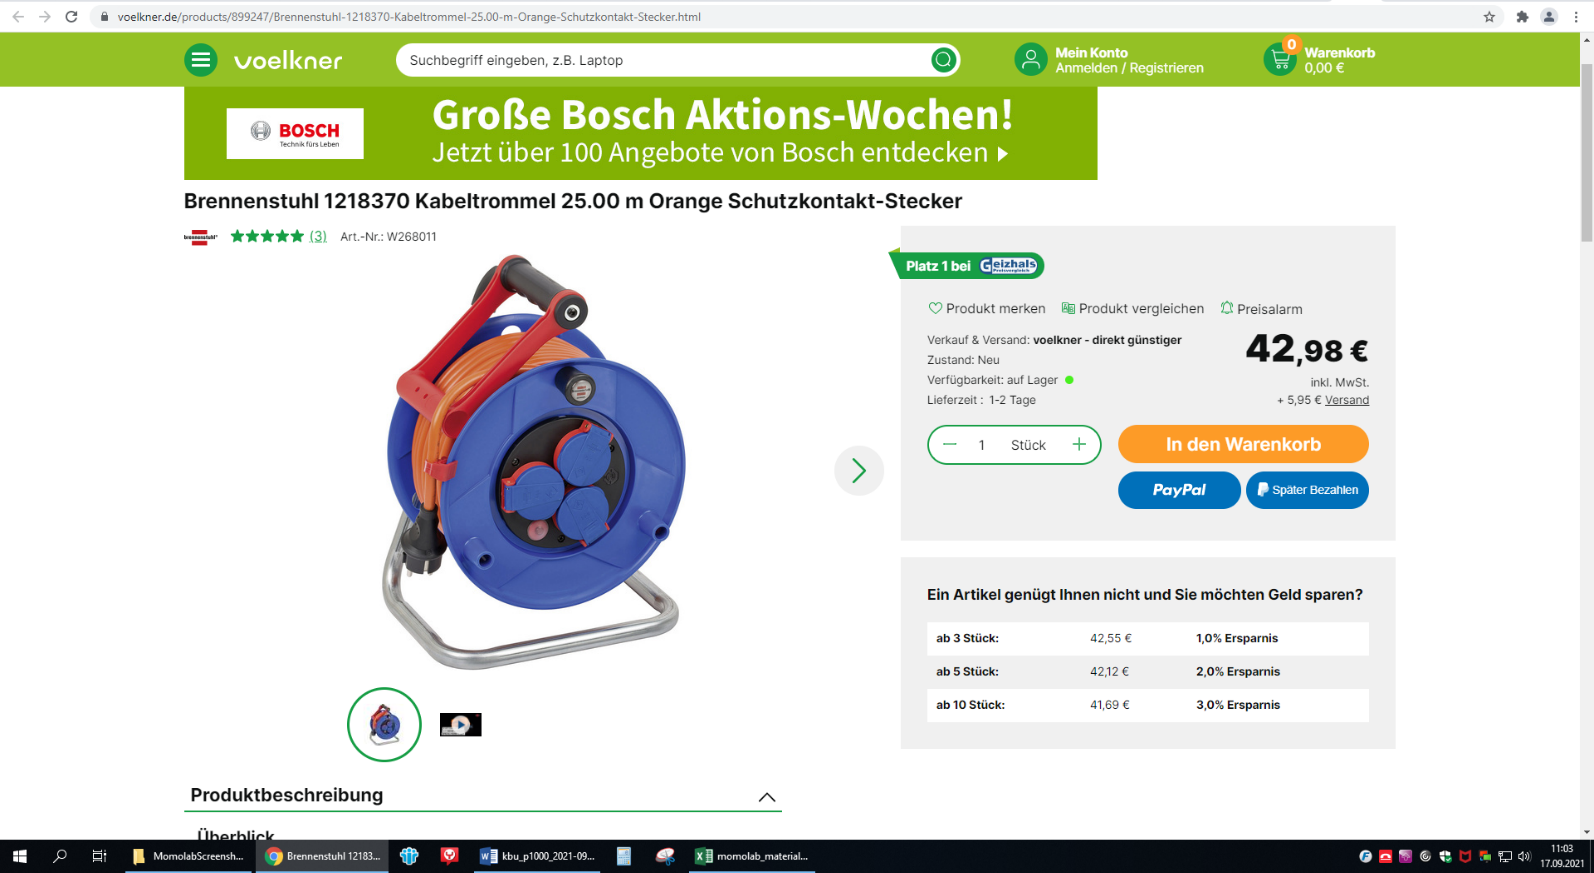 voelkner.de/products/899247/Brennenstuhl-1218370-Kabeltrommel-25.00-m-Orange-Schutzkontakt-Stecker.html
voelkner
Suchbegriff eingeben, z.B. Laptop
Mein Konto
Anmelden / Registrieren
0
Warenkorb
0,00 €
BOSCH
Technik fürs Leben
Große Bosch Aktions-Wochen!
Jetzt über 100 Angebote von Bosch entdecken
Brennenstuhl 1218370 Kabeltrommel 25.00 m Orange Schutzkontakt-Stecker
brennenstuhl
(3)
Art.-Nr.: W268011
Platz 1 bei
Geizhals
Preisvergleich
Produkt merken
Produkt vergleichen
Preisalarm
Verkauf & Versand: voelkner - direkt günstiger
Zustand: Neu
Verfügbarkeit: auf Lager
Lieferzeit : 1-2 Tage
42,98 €
inkl. MwSt.
+ 5,95 € Versand
1 Stück
In den Warenkorb
PayPal
Später Bezahlen
Ein Artikel genügt Ihnen nicht und Sie möchten Geld sparen?
ab 3 Stück: 42,55 € 1,0% Ersparnis
ab 5 Stück: 42,12 € 2,0% Ersparnis
ab 10 Stück: 41,69 € 3,0% Ersparnis
Produktbeschreibung
Überblick
MomolabScreensh...
Brennenstuhl 12183...
kbu_p1000_2021-09...
momolab_material...
11:03
17.09.2021